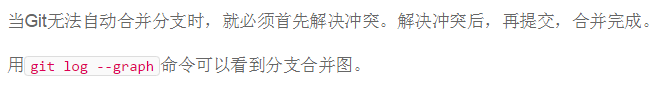 当Git无法自动合并分支时，就必须首先解决冲突。解决冲突后，再提交，合并完成。
用git log --graph命令可以看到分支合并图。